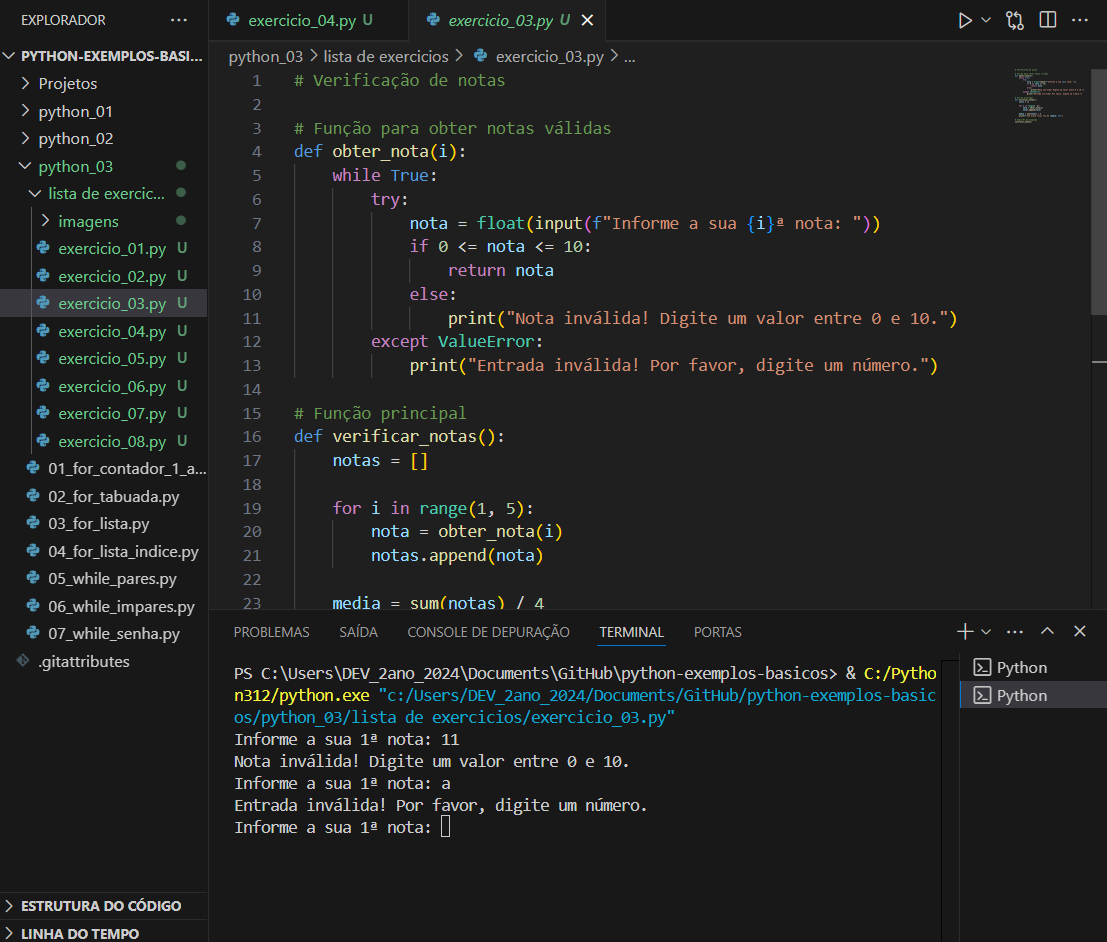 EXPLORADOR
PYTHON-EXEMPLOS-BASI...
Projetos
python_01
python_02
python_03
lista de exercic...
imagens
exercicio_01.py U
exercicio_02.py U
exercicio_03.py U
exercicio_04.py U
exercicio_05.py U
exercicio_06.py U
exercicio_07.py U
exercicio_08.py U
01_for_contador_1_a...
02_for_tabuada.py
03_for_lista.py
04_for_lista_indice.py
05_while_pares.py
06_while_impares.py
07_while_senha.py
.gitattributes
ESTRUTURA DO CÓDIGO
LINHA DO TEMPO
exercicio_04.py U exercicio_03.py U
python_03 > lista de exercicios > exercicio_03.py > ...
1 # Verificação de notas
2
3 # Função para obter notas válidas
4 def obter_nota(i):
5     while True:
6         try:
7             nota = float(input(f"Informe a sua {i}ª nota: "))
8             if 0 <= nota <= 10:
9                 return nota
10             else:
11                 print("Nota inválida! Digite um valor entre 0 e 10.")
12         except ValueError:
13             print("Entrada inválida! Por favor, digite um número.")
14
15 # Função principal
16 def verificar_notas():
17     notas = []
18
19     for i in range(1, 5):
20         nota = obter_nota(i)
21         notas.append(nota)
22
23     media = sum(notas) / 4
PROBLEMAS SAÍDA CONSOLE DE DEPURAÇÃO TERMINAL PORTAS
PS C:\Users\DEV_2ano_2024\Documents\GitHub\python-exemplos-basicos> & C:/Pytho
n312/python.exe "c:/Users/DEV_2ano_2024/Documents/GitHub/python-exemplos-basic
os/python_03/lista de exercicios/exercicio_03.py"
Informe a sua 1ª nota: 11
Nota inválida! Digite um valor entre 0 e 10.
Informe a sua 1ª nota: a
Entrada inválida! Por favor, digite um número.
Informe a sua 1ª nota:
Python
Python